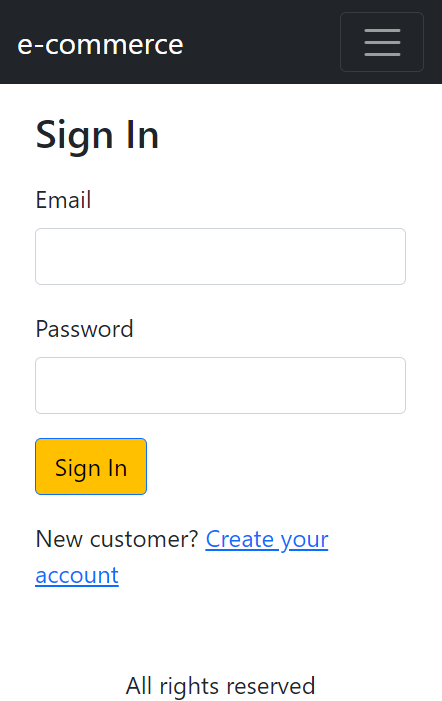 e-commerce
Sign In
Email
Password
Sign In
New customer? Create your
account
All rights reserved